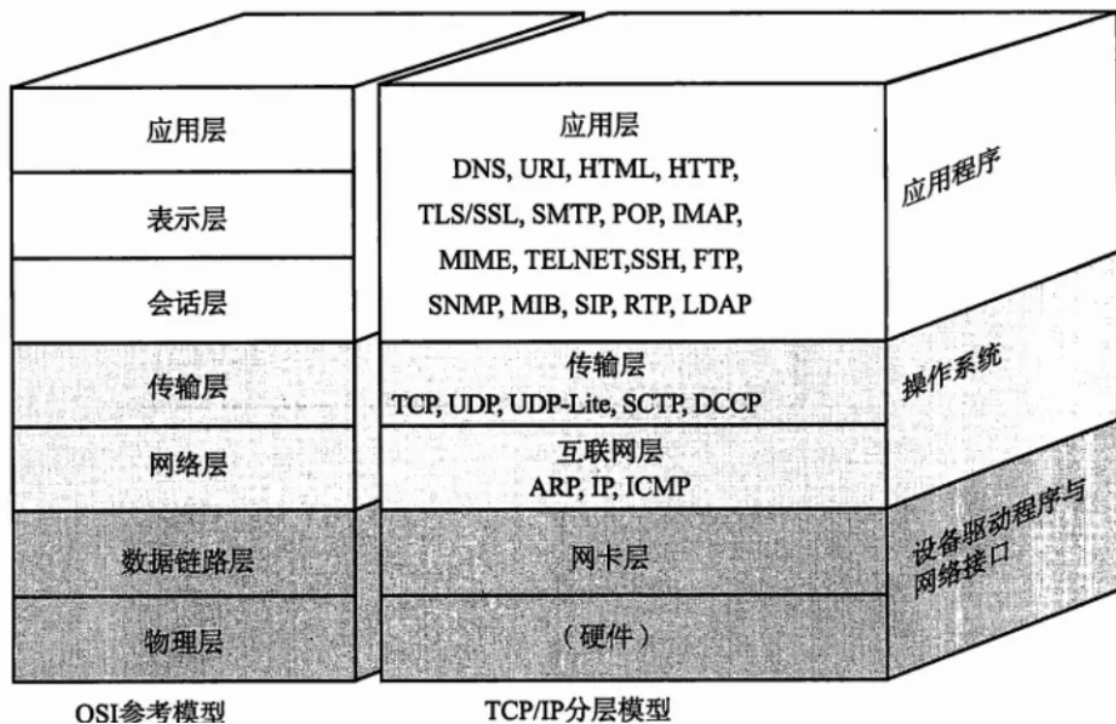 应用层
表示层
会话层
传输层
网络层
数据链路层
物理层
OSI参考模型
应用层
DNS, URI, HTML, HTTP,
TLS/SSL, SMTP, POP, IMAP,
MIME, TELNET,SSH, FTP,
SNMP, MIB, SIP, RTP, LDAP
传输层
TCP, UDP, UDP-Lite, SCTP, DCCP
互联网层
ARP, IP, ICMP
网卡层
（硬件）
TCP/IP分层模型
应用程序
操作系统
设备驱动程序与
网络接口